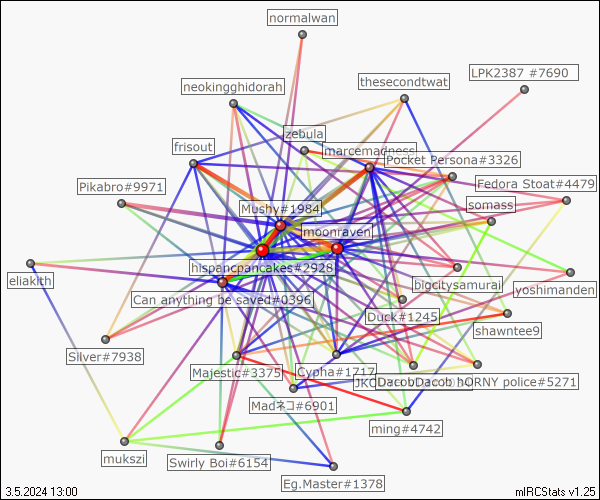 normalwan
LPK2387 #7690
thesecondtwat
neokingghidorah
zebula
marcemadness
frisout
Pocket Persona#3326
Pikabro#9971
Fedora Stoat#4479
somass
Mushy#1984
moonraven
hispancpancakes#2928
eliakith
bigcitysamurai
yoshimanden
Can anything be saved#0396
Duck#1245
shawntee9
Silver#7938
Majestic#3375
Cypha#1717
hORNY police#5271
Madネコ#6901
ming#4742
mukszi
Swirly Boi#6154
Eg.Master#1378
3.5.2024 13:00
mIRCStats v1.25